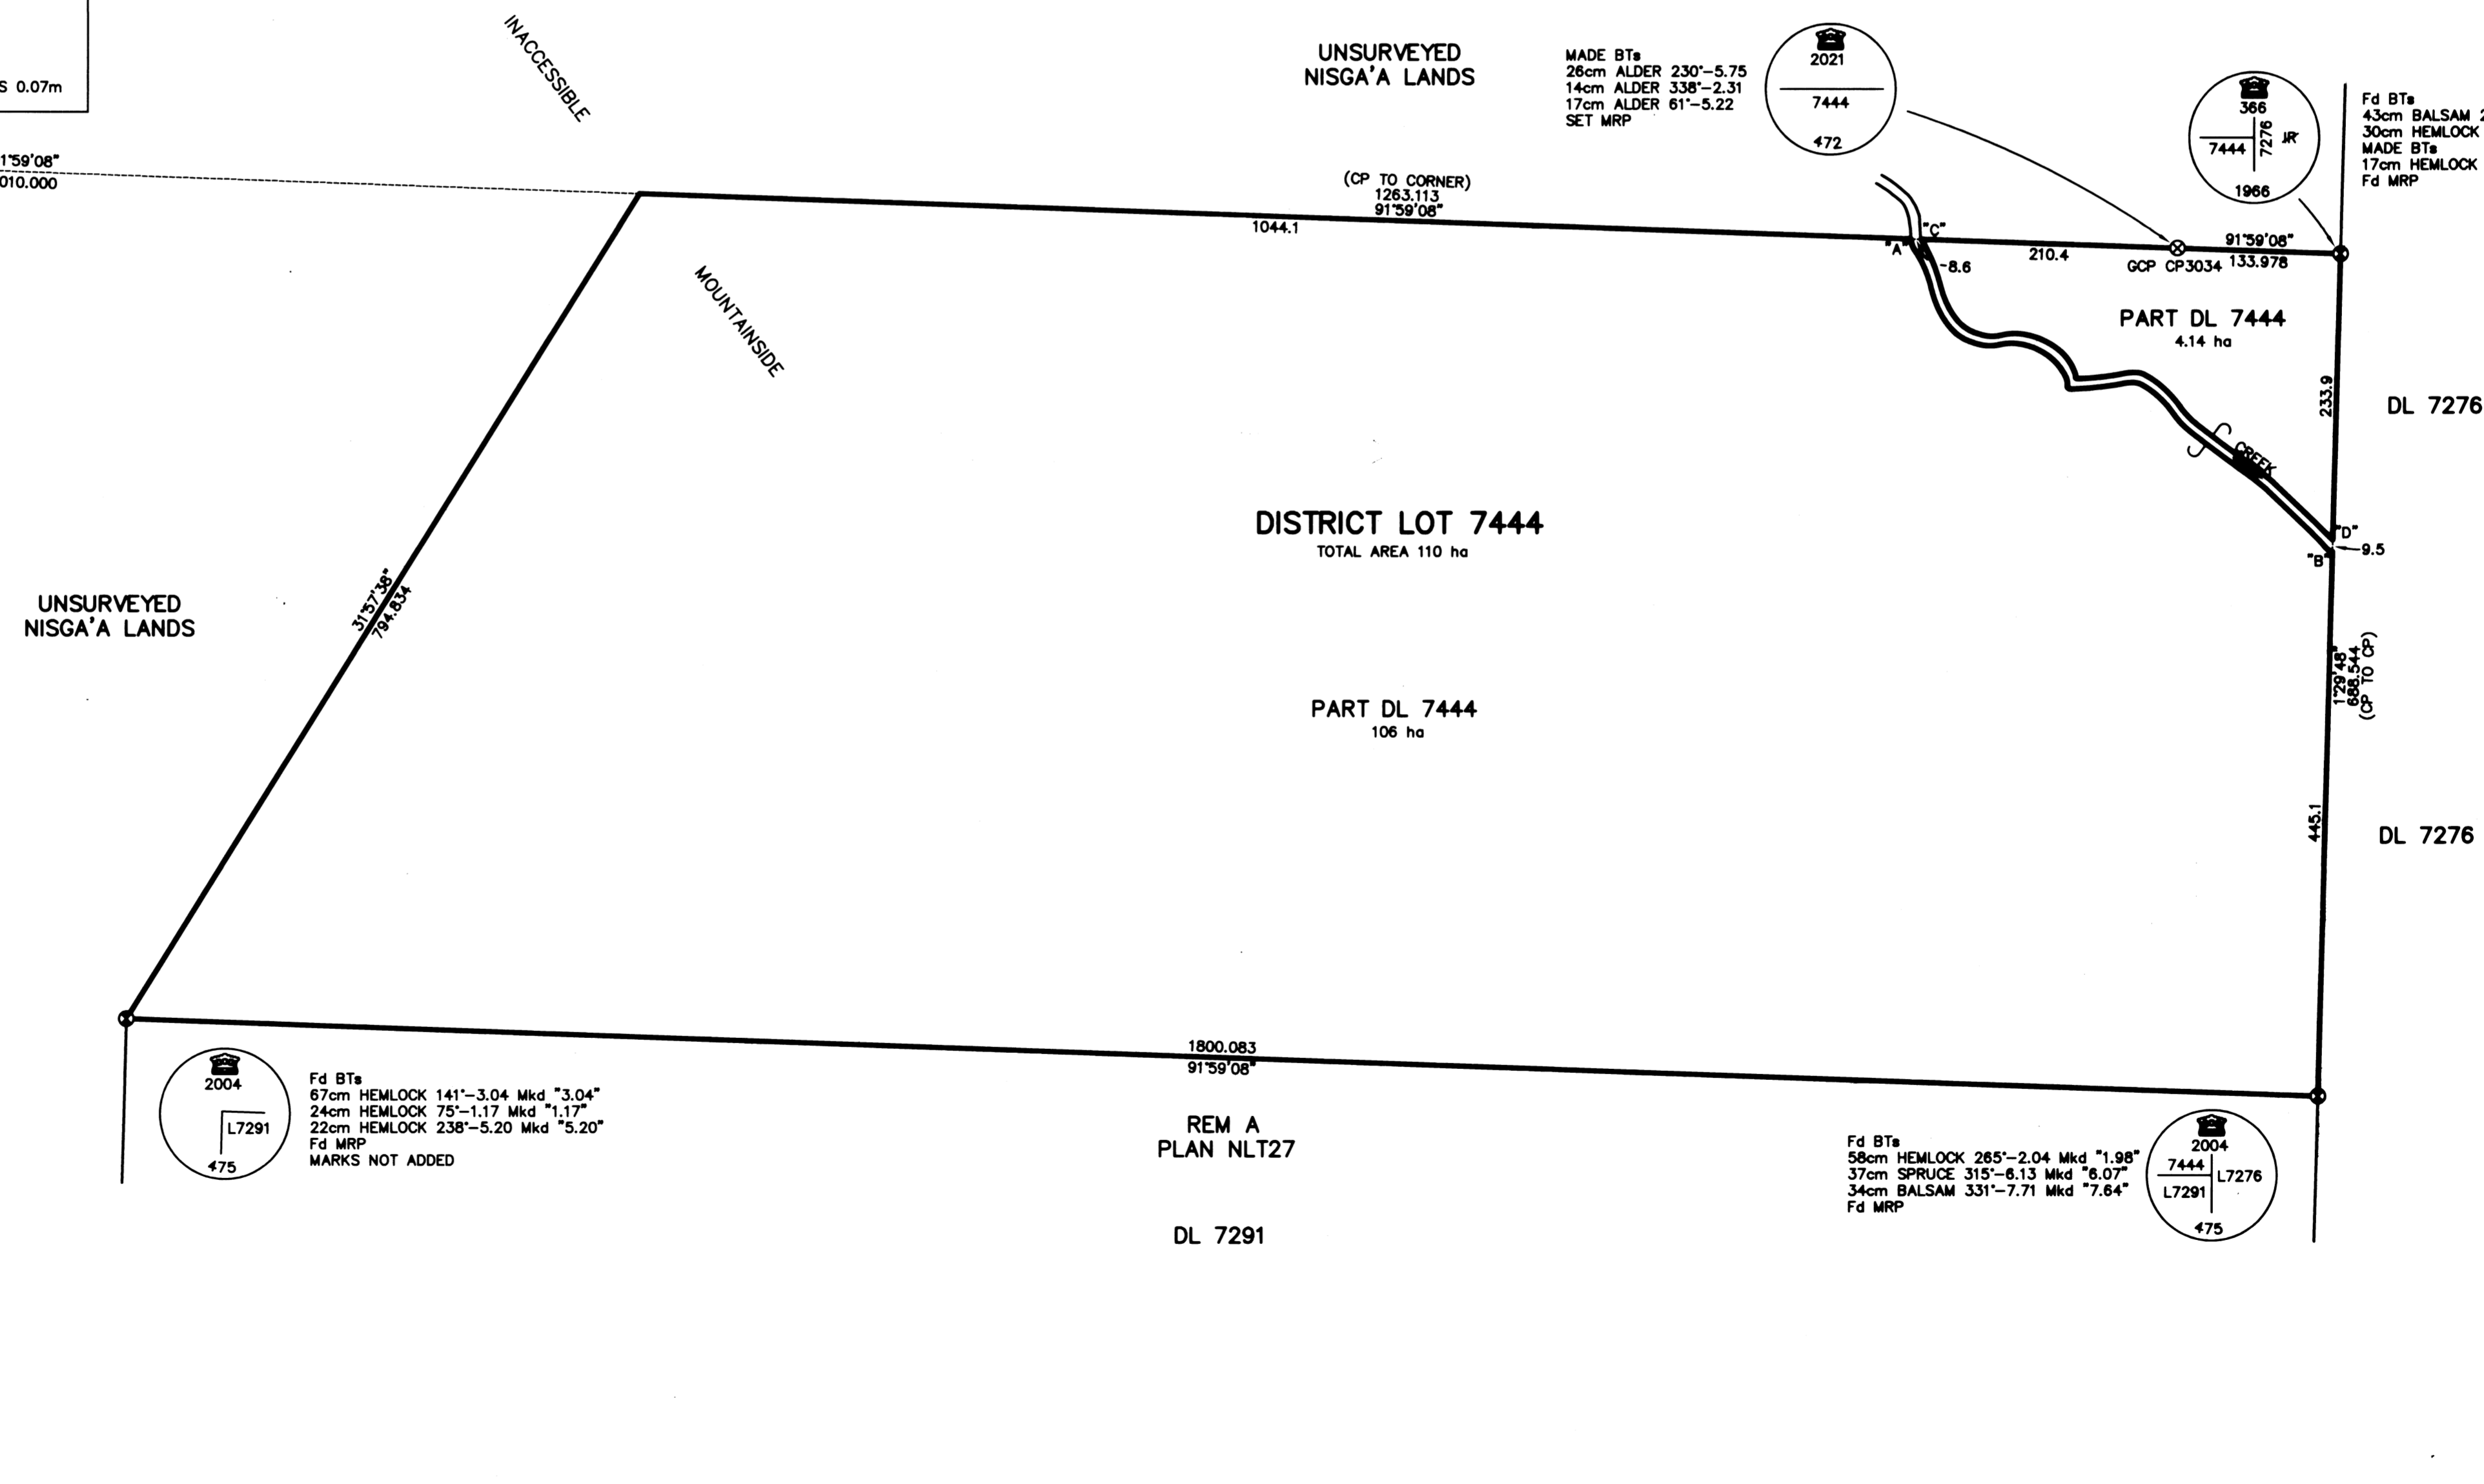 S 0.07m
INACCESSIBLE
UNSURVEYED
NISGA'A LANDS
MADE BTs
26cm ALDER 230°-5.75
14cm ALDER 338°-2.31
17cm ALDER 61°-5.22
SET MRP
2021
7444
472
366
7444
7276
JR
1966
Fd BTs
43cm BALSAM 2
30cm HEMLOCK
MADE BTs
17cm HEMLOCK
Fd MRP
1°59'08"
010.000
(CP TO CORNER)
1263.113
91°59'08"
1044.1
"A"
"C"
8.6
210.4
GCP CP3034
91°59'08"
133.978
MOUNTAINSIDE
PART DL 7444
4.14 ha
233.9
DL 7276
CREEK
DISTRICT LOT 7444
TOTAL AREA 110 ha
"D"
9.5
"B"
31°57'38"
794.834
UNSURVEYED
NISGA'A LANDS
1°29'48"
688.544
(CP TO CP)
PART DL 7444
106 ha
445.1
DL 7276
1800.083
91°59'08"
2004
L7291
475
Fd BTs
67cm HEMLOCK 141°-3.04 Mkd "3.04"
24cm HEMLOCK 75°-1.17 Mkd "1.17"
22cm HEMLOCK 238°-5.20 Mkd "5.20"
Fd MRP
MARKS NOT ADDED
REM A
PLAN NLT27
DL 7291
Fd BTs
58cm HEMLOCK 265°-2.04 Mkd "1.98"
37cm SPRUCE 315°-6.13 Mkd "6.07"
34cm BALSAM 331°-7.71 Mkd "7.64"
Fd MRP
2004
7444
L7276
L7291
475